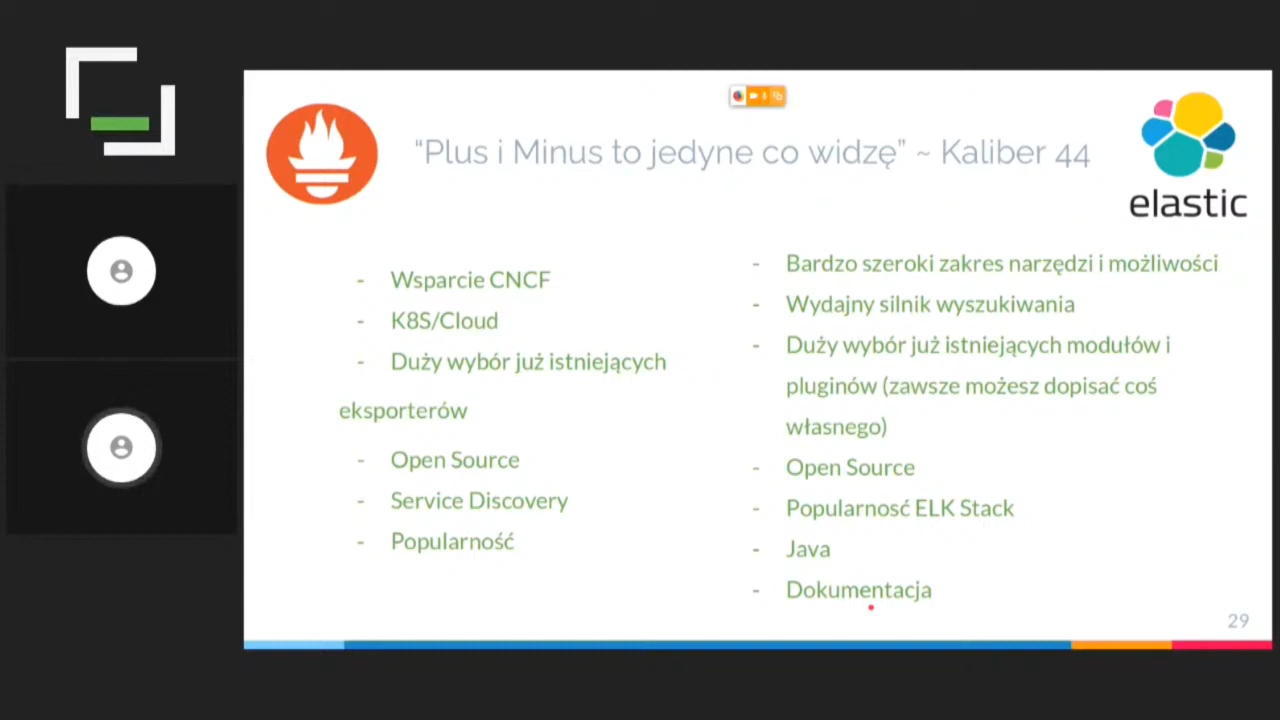 “Plus i Minus to jedyne co widzę” ~ Kaliber 44
elastic
- Wsparcie CNCF
- K8S/Cloud
- Duży wybór już istniejących
eksporterów
- Open Source
- Service Discovery
- Popularność
- Bardzo szeroki zakres narzędzi i możliwości
- Wydajny silnik wyszukiwania
- Duży wybór już istniejących modułów i
pluginów (zawsze możesz dopisać coś
własnego)
- Open Source
- Popularnosć ELK Stack
- Java
- Dokumentacja
29